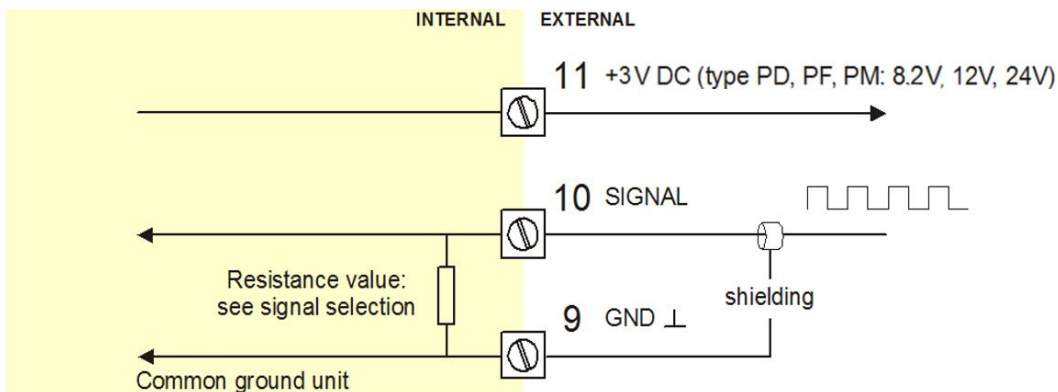 INTERNAL EXTERNAL
11 +3V DC (type PD, PF, PM: 8.2V, 12V, 24V)
10 SIGNAL
Resistance value:
see signal selection
shielding
9 GND ⊥
Common ground unit